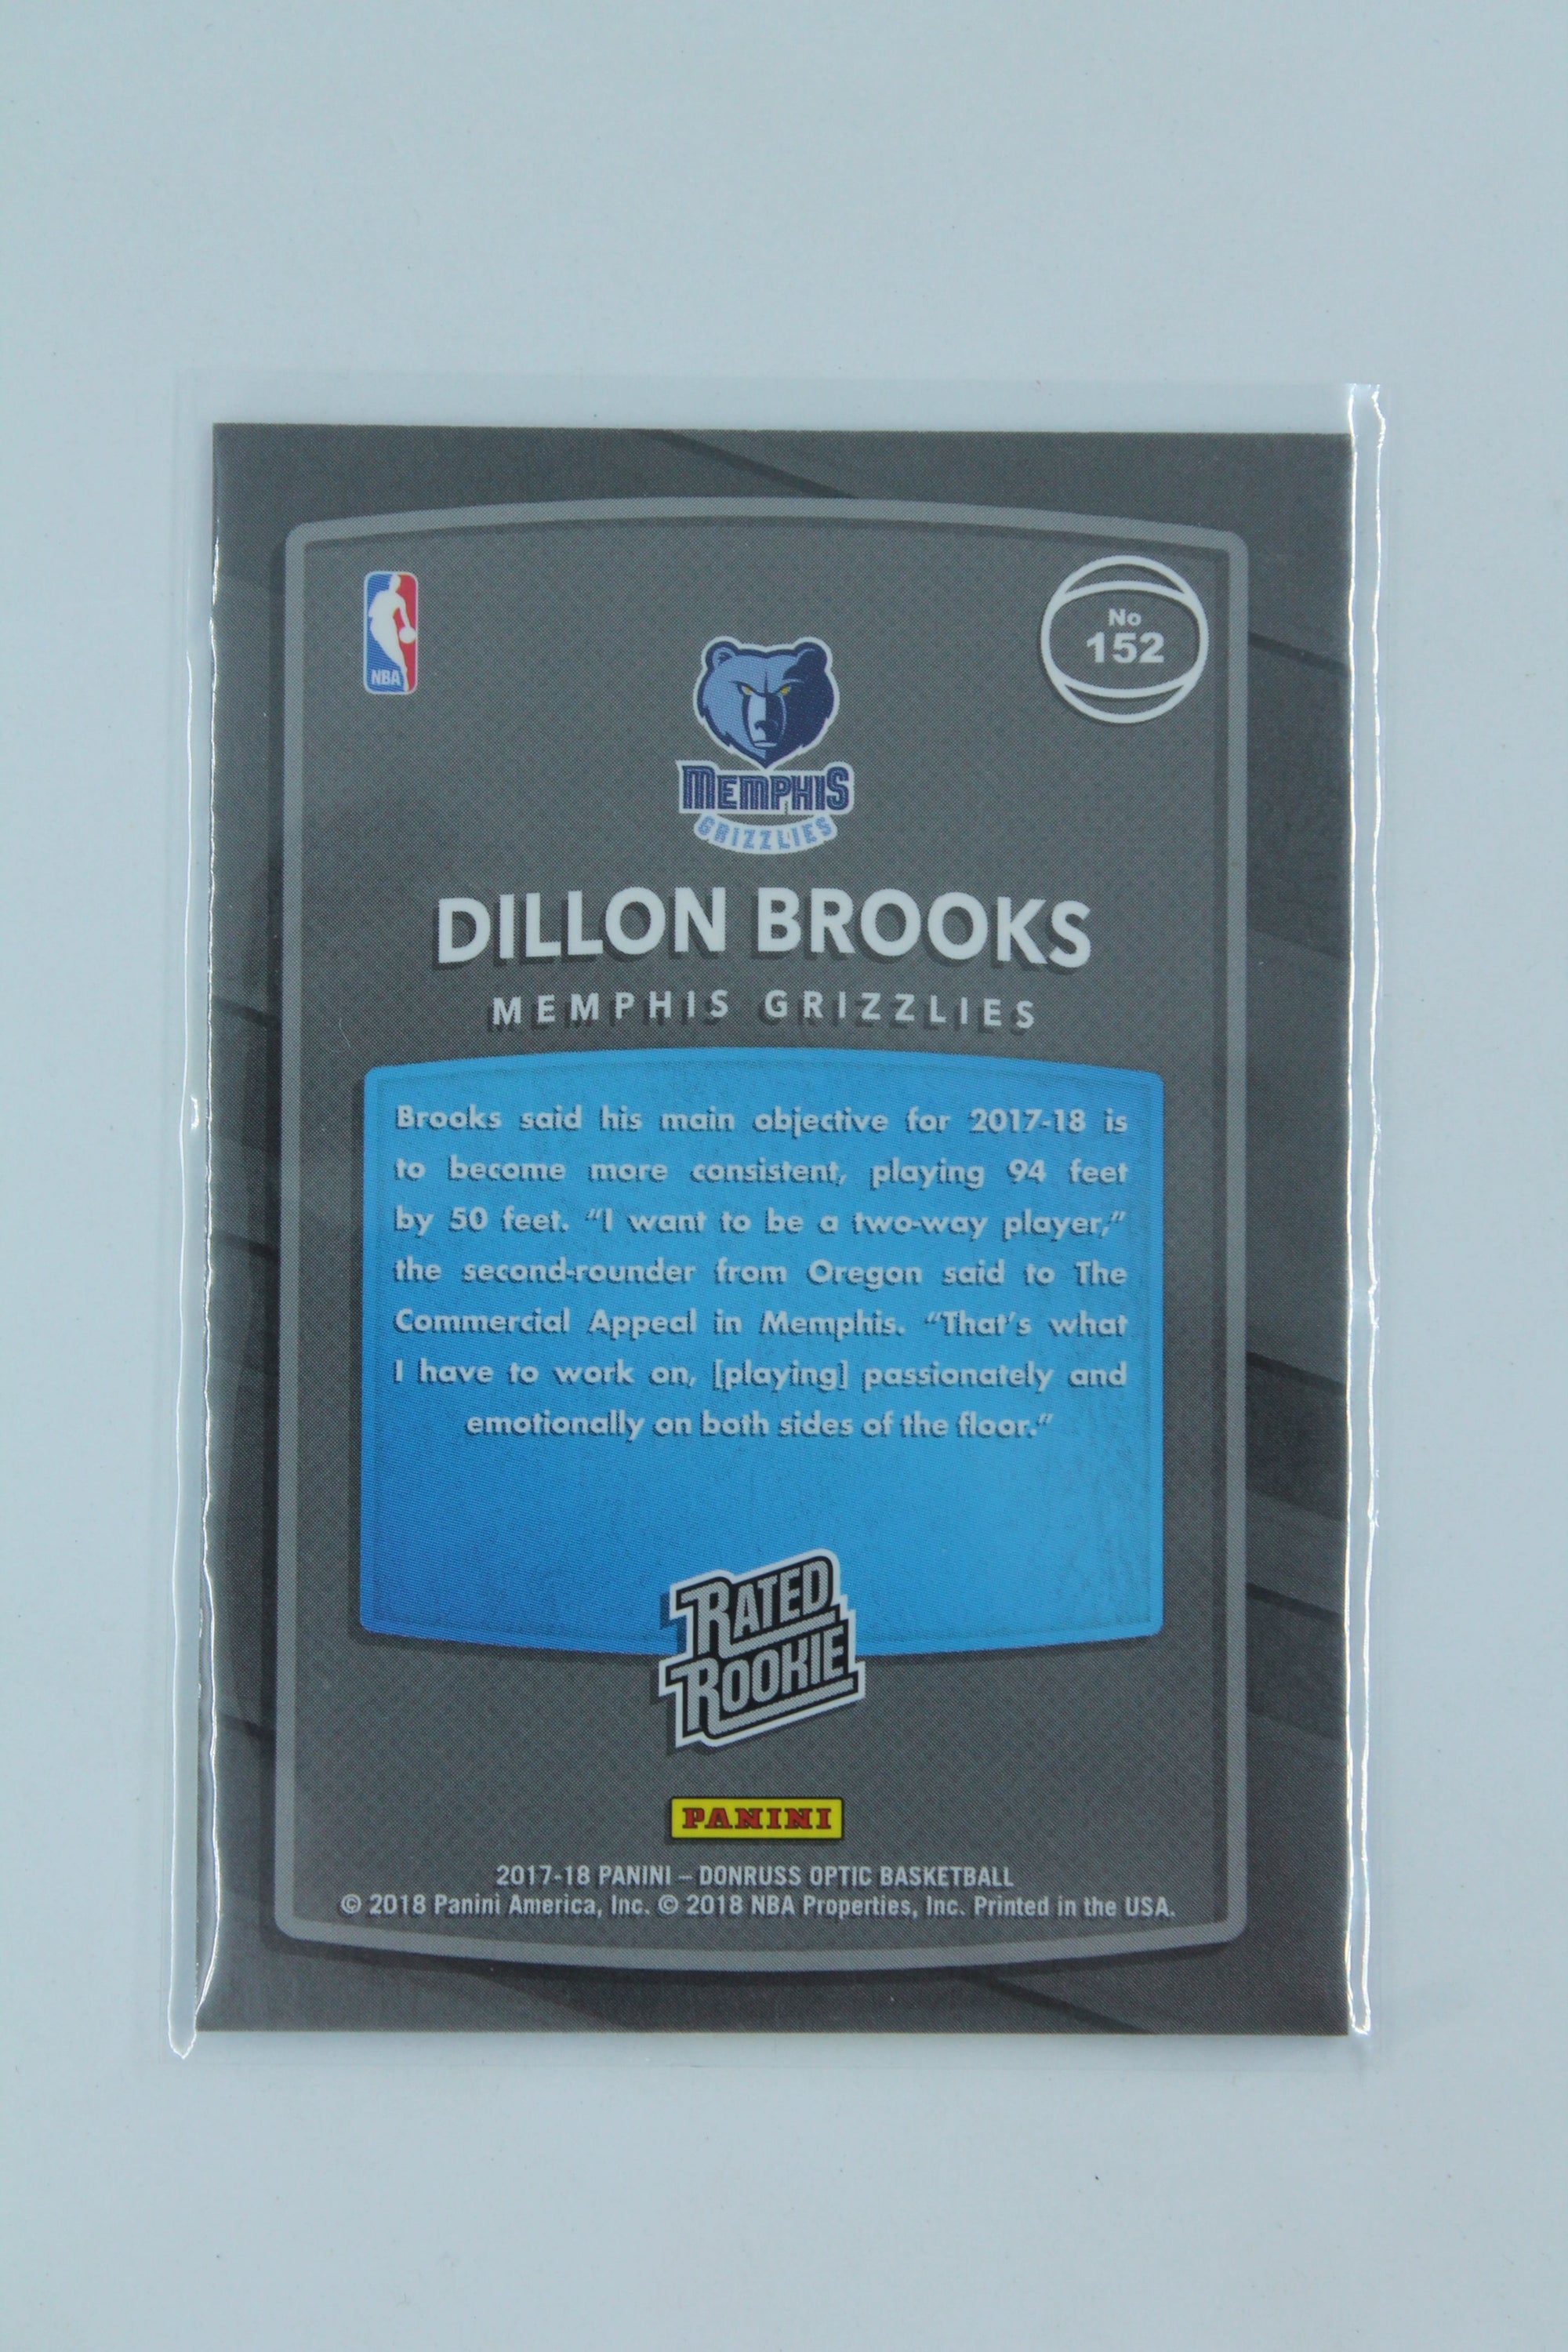 NBA
No
152
MEMPHIS
GRIZZLIES
DILLON BROOKS
MEMPHIS GRIZZLIES
Brooks said his main objective for 2017-18 is
to become more consistent, playing 94 feet
by 50 feet. “I want to be a two-way player,”
the second-rounder from Oregon said to The
Commercial Appeal in Memphis. “That’s what
I have to work on, [playing] passionately and
emotionally on both sides of the floor.”
RATED
ROOKIE
PANINI
2017-18 PANINI – DONRUSS OPTIC BASKETBALL
© 2018 Panini America, Inc. © 2018 NBA Properties, Inc. Printed in the USA.